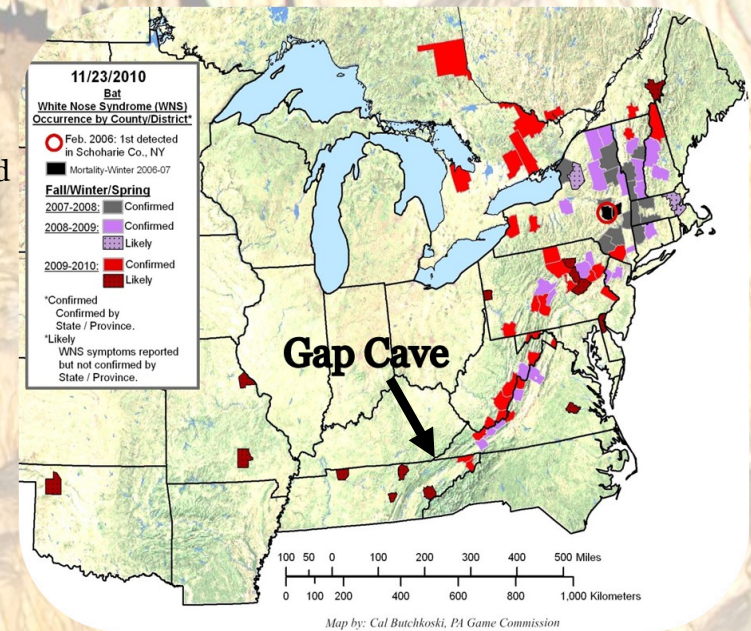 d
11/23/2010
Bat
White Nose Syndrome (WNS)
Occurrence by County/District*
Feb. 2006: 1st detected
in Schoharie Co., NY
Mortality-Winter 2006-07
Fall/Winter/Spring
2007-2008: Confirmed
2008-2009: Confirmed
Likely
2009-2010: Confirmed
Likely
*Confirmed
Confirmed by
State / Province.
*Likely
WNS symptoms reported
but not confirmed by
State / Province.
Gap Cave
100 50 0 100 200 300 400 500 Miles
0 100 200 400 600 800 1,000 Kilometers
Map by: Cal Butchkoski, PA Game Commission